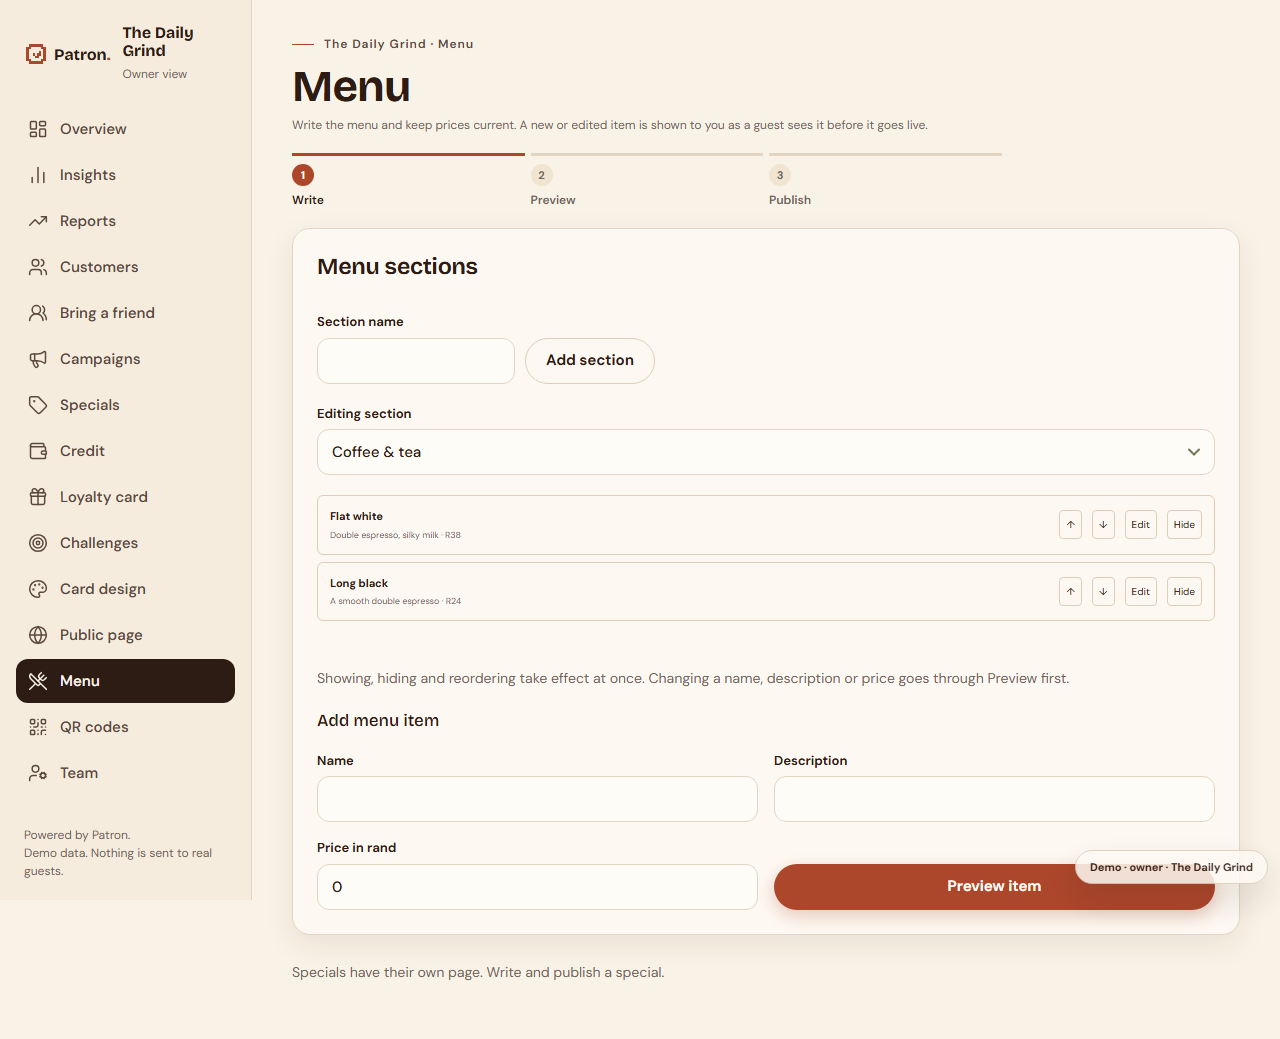 Patron.
The Daily
Grind
Owner view
Overview
Insights
Reports
Customers
Bring a friend
Campaigns
Specials
Credit
Loyalty card
Challenges
Card design
Public page
Menu
QR codes
Team
Powered by Patron.
Demo data. Nothing is sent to real
guests.
The Daily Grind · Menu
Menu
Write the menu and keep prices current. A new or edited item is shown to you as a guest sees it before it goes live.
1
Write
2
Preview
3
Publish
Menu sections
Section name
Add section
Editing section
Coffee & tea
Flat white
Double espresso, silky milk · R38
↑ ↓ Edit Hide
Long black
A smooth double espresso · R24
↑ ↓ Edit Hide
Showing, hiding and reordering take effect at once. Changing a name, description or price goes through Preview first.
Add menu item
Name
Description
Price in rand
0
Preview item
Demo · owner · The Daily Grind
Specials have their own page. Write and publish a special.